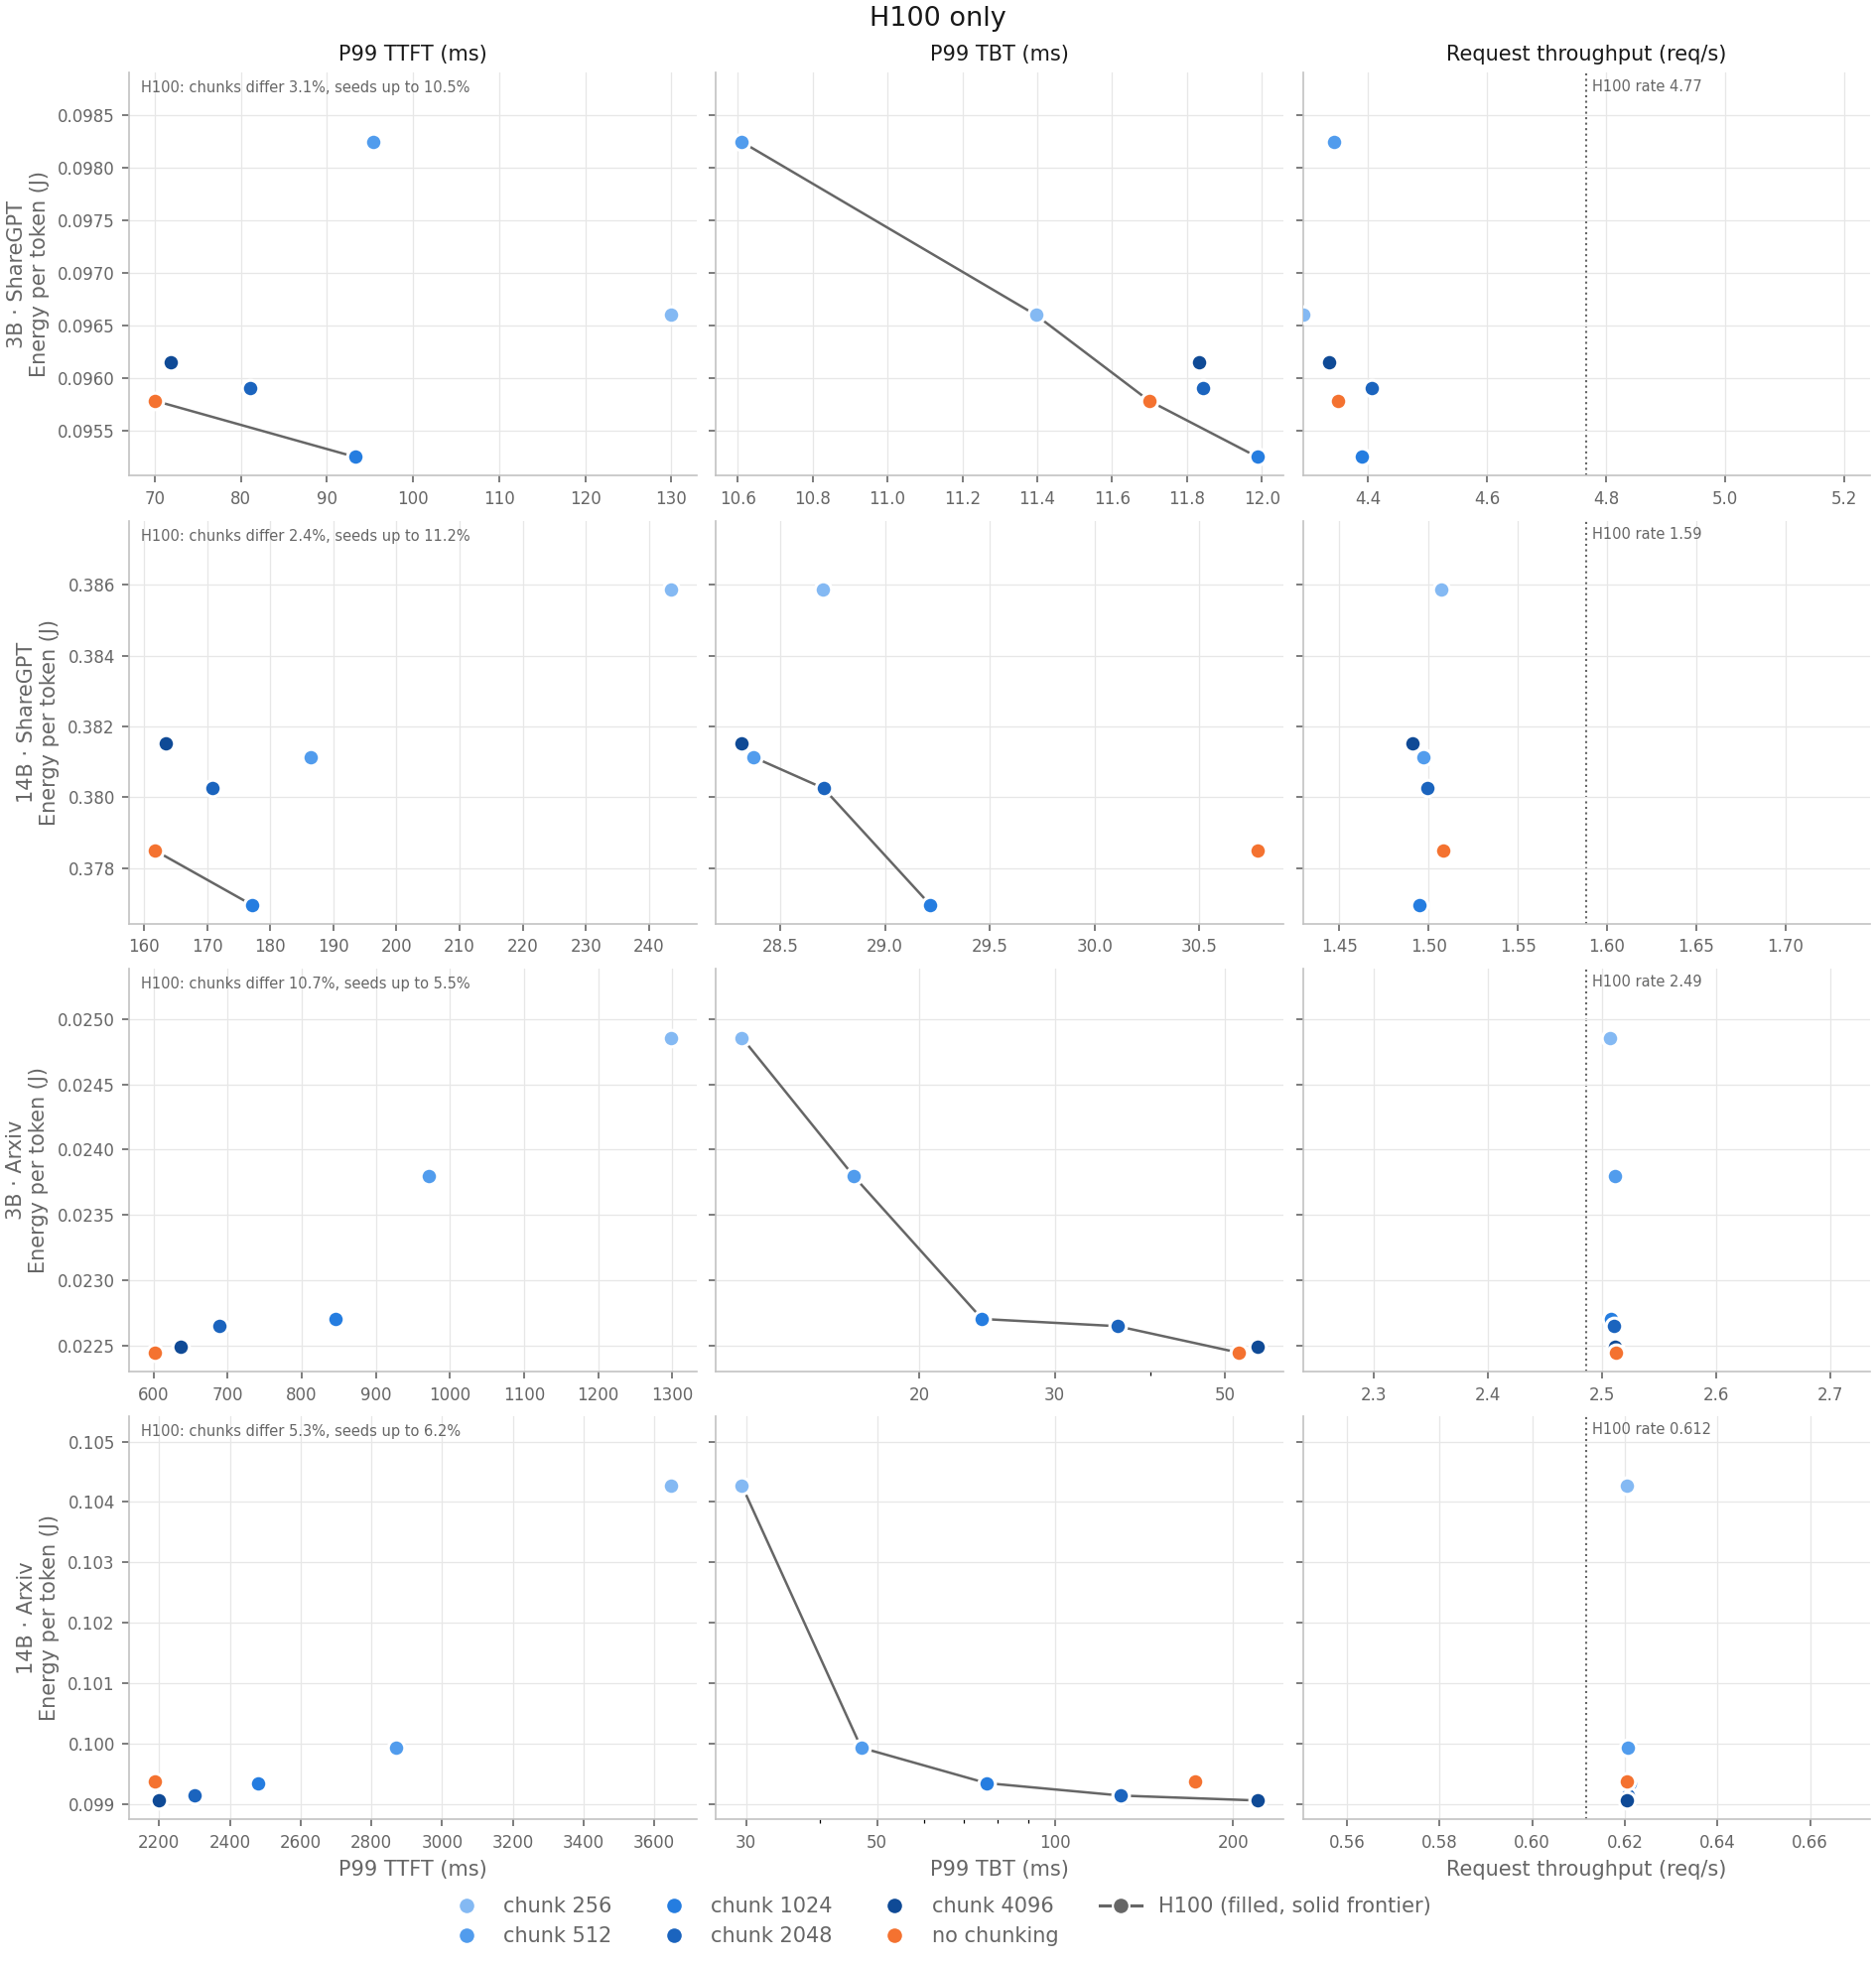 H100 only
P99 TTFT (ms)
P99 TBT (ms)
Request throughput (req/s)
3B · ShareGPT
Energy per token (J)
0.0985
0.0980
0.0975
0.0970
0.0965
0.0960
0.0955
H100: chunks differ 3.1%, seeds up to 10.5%
H100 rate 4.77
70 80 90 100 110 120 130
10.6 10.8 11.0 11.2 11.4 11.6 11.8 12.0
4.4 4.6 4.8 5.0 5.2
14B · ShareGPT
Energy per token (J)
0.386
0.384
0.382
0.380
0.378
H100: chunks differ 2.4%, seeds up to 11.2%
H100 rate 1.59
160 170 180 190 200 210 220 230 240
28.5 29.0 29.5 30.0 30.5
1.45 1.50 1.55 1.60 1.65 1.70
3B · Arxiv
Energy per token (J)
0.0250
0.0245
0.0240
0.0235
0.0230
0.0225
H100: chunks differ 10.7%, seeds up to 5.5%
H100 rate 2.49
600 700 800 900 1000 1100 1200 1300
20 30 50
2.3 2.4 2.5 2.6 2.7
14B · Arxiv
Energy per token (J)
0.105
0.104
0.103
0.102
0.101
0.100
0.099
H100: chunks differ 5.3%, seeds up to 6.2%
H100 rate 0.612
2200 2400 2600 2800 3000 3200 3400 3600
30 50 100 200
0.56 0.58 0.60 0.62 0.64 0.66
P99 TTFT (ms)
P99 TBT (ms)
Request throughput (req/s)
chunk 256
chunk 512
chunk 1024
chunk 2048
chunk 4096
no chunking
H100 (filled, solid frontier)